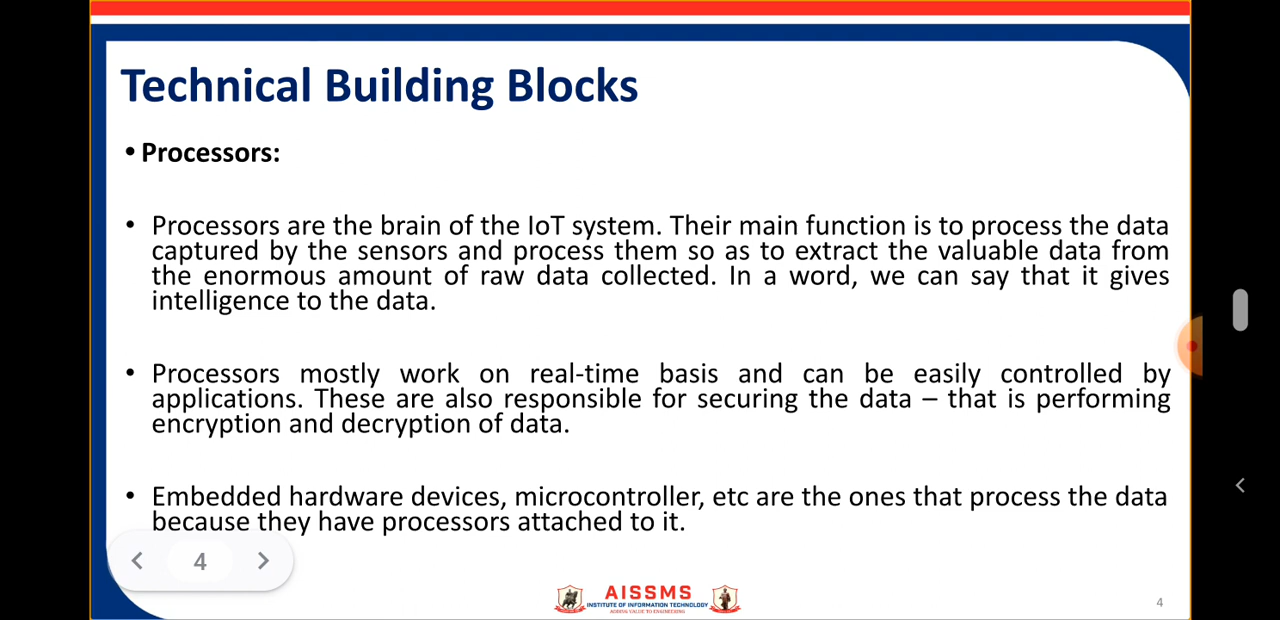 Technical Building Blocks
• Processors:
• Processors are the brain of the IoT system. Their main function is to process the data
captured by the sensors and process them so as to extract the valuable data from
the enormous amount of raw data collected. In a word, we can say that it gives
intelligence to the data.
• Processors mostly work on real-time basis and can be easily controlled by
applications. These are also responsible for securing the data – that is performing
encryption and decryption of data.
• Embedded hardware devices, microcontroller, etc are the ones that process the data
because they have processors attached to it.
4
AISSMS
INSTITUTE OF INFORMATION TECHNOLOGY
ADDING VALUE TO ENGINEERING
4